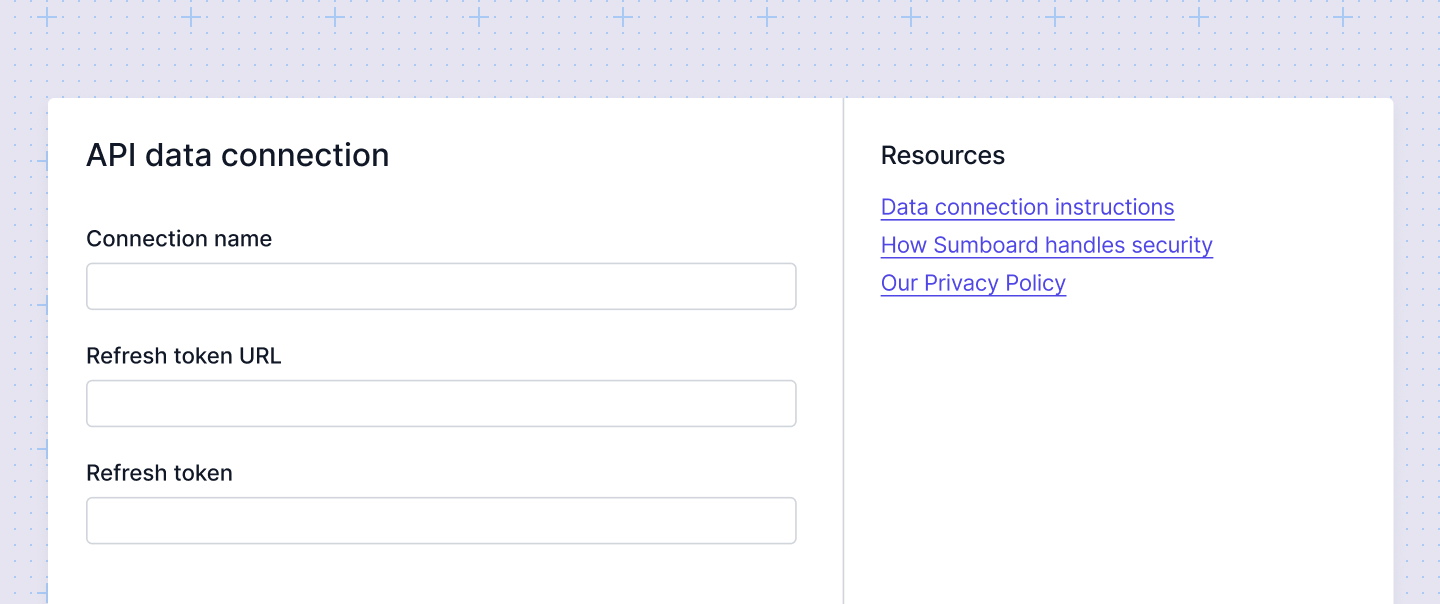 API data connection
Connection name
Refresh token URL
Refresh token
Resources
Data connection instructions
How Sumboard handles security
Our Privacy Policy